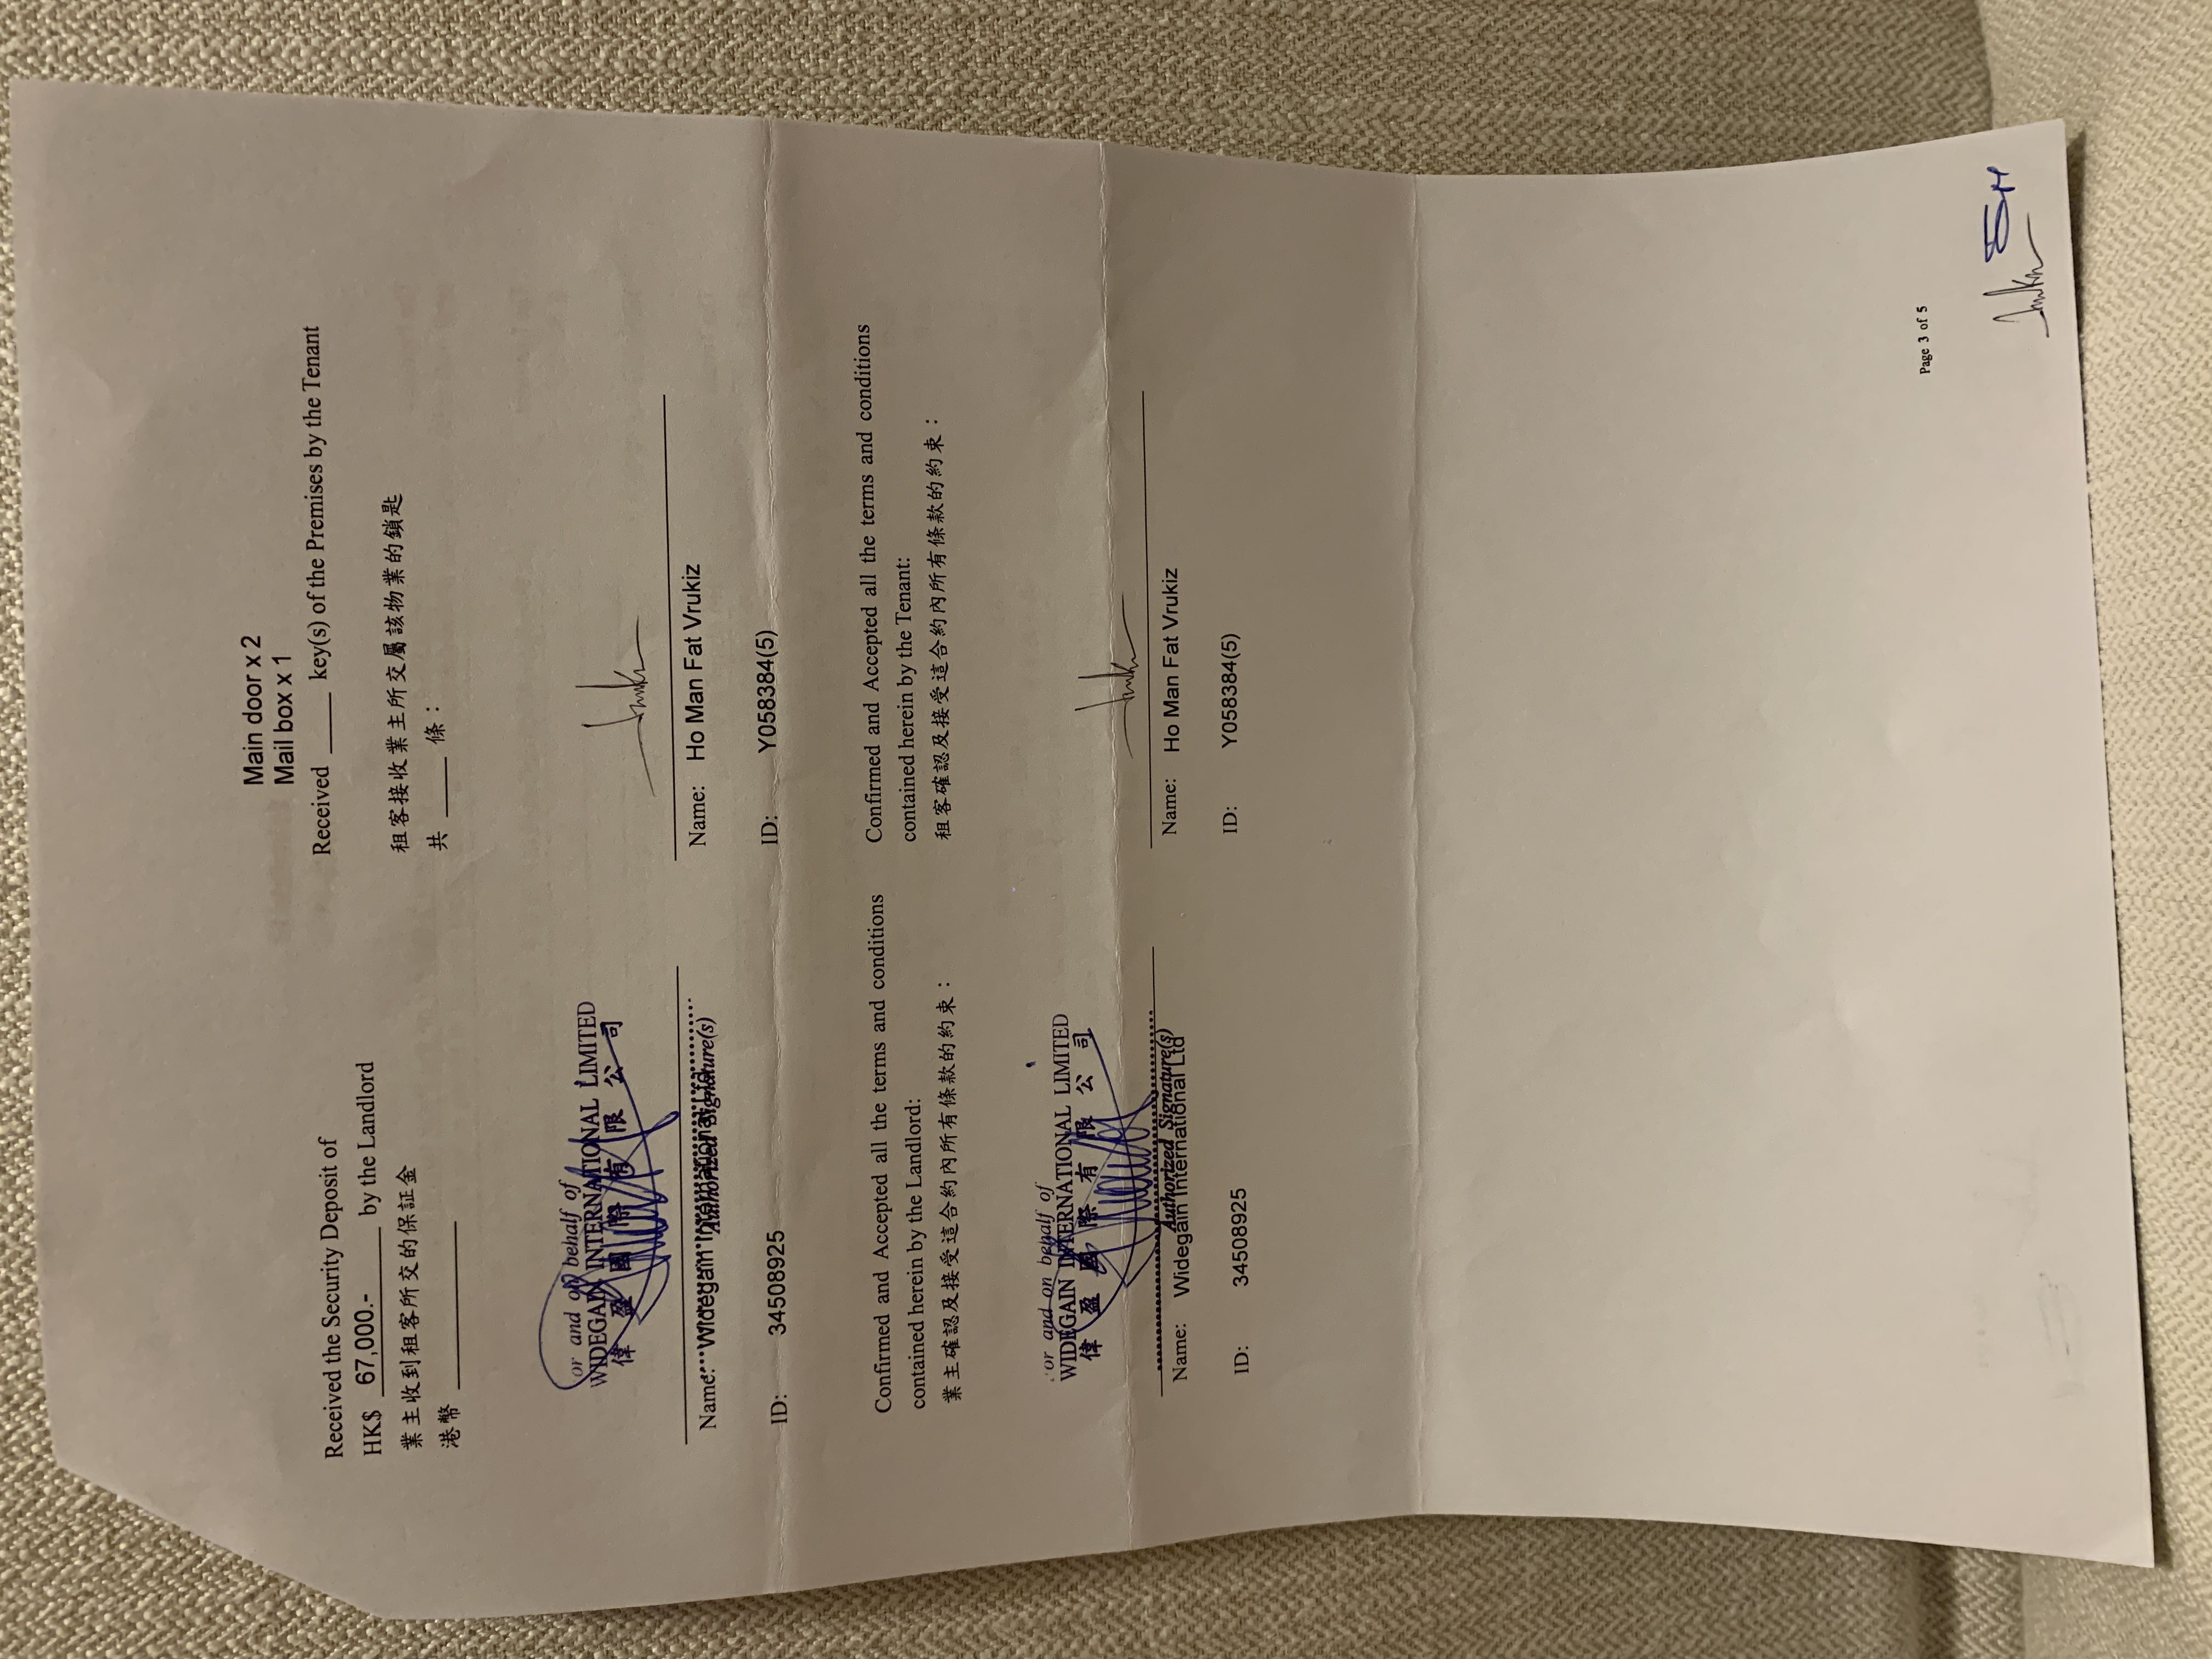 Main door x 2
Mail box x 1
Received the Security Deposit of
HK$ 67,000.- by the Landlord
業主收到租客所交的保証金
港幣
Received ____ key(s) of the Premises by the Tenant
租客接收業主所交屬該物業的鎖匙
共 ____ 條：
or and on behalf of
WIDEGAIN INTERNATIONAL LIMITED
偉盈國際有限公司
Authorized Signature(s)
Name: Widegain International Ltd
ID: 34508925
Name: Ho Man Fat Vrukiz
ID: Y058384(5)
Confirmed and Accepted all the terms and conditions
contained herein by the Landlord:
業主確認及接受這合約內所有條款的約束：
Confirmed and Accepted all the terms and conditions
contained herein by the Tenant:
租客確認及接受這合約內所有條款的約束：
or and on behalf of
WIDEGAIN INTERNATIONAL LIMITED
偉盈國際有限公司
Authorized Signature(s)
Name: Widegain International Ltd
ID: 34508925
Name: Ho Man Fat Vrukiz
ID: Y058384(5)
Page 3 of 5